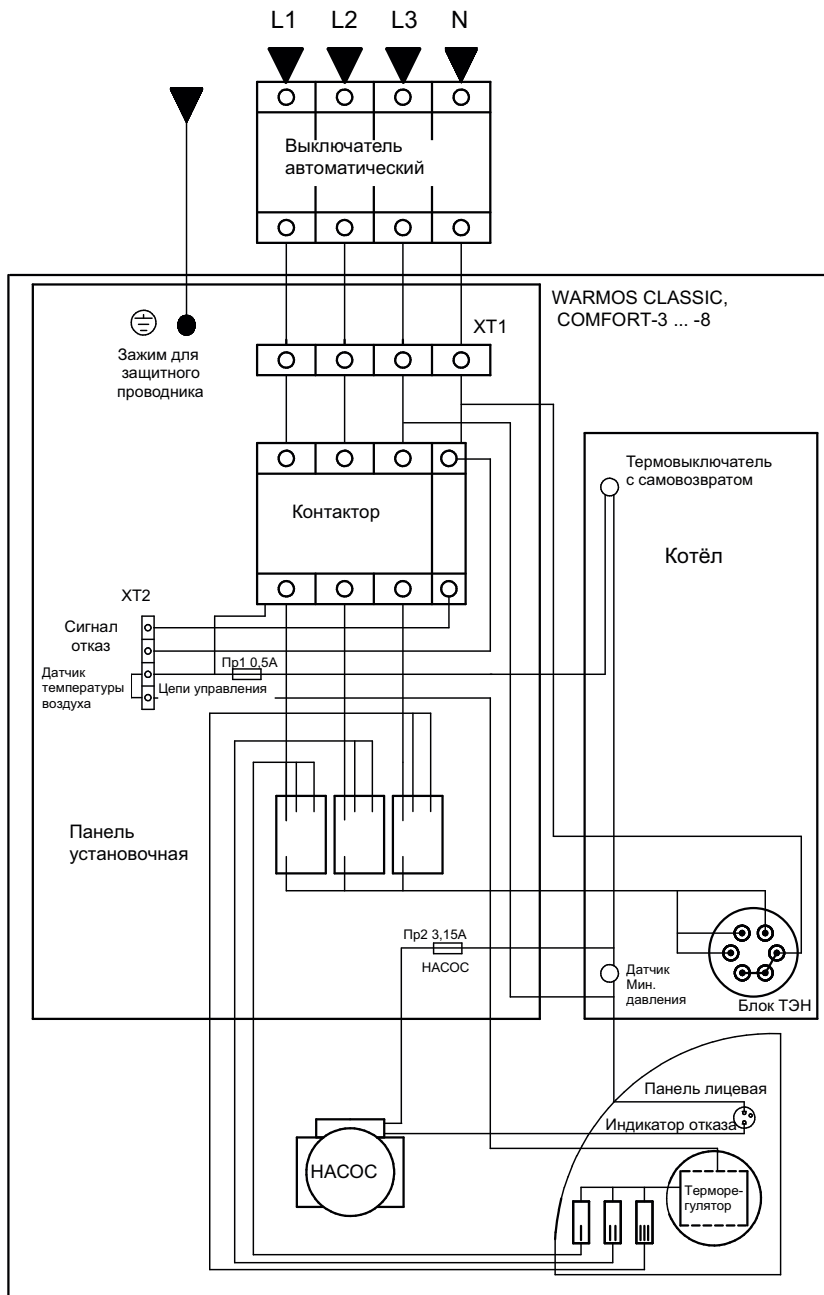 L1 L2 L3 N
Выключатель
автоматический
WARMOS CLASSIC,
COMFORT-3 ... -8
XT1
Зажим для
защитного
проводника
Термовыключатель
с самовозвратом
Контактор
Котёл
XT2
Сигнал
отказ
Пр1 0,5А
Датчик
температуры
воздуха
Цепи управления
Панель
установочная
Пр2 3,15А
НАСОС
Датчик
Мин.
давления
Блок ТЭН
Панель лицевая
Индикатор отказа
НАСОС
Терморе-
гулятор